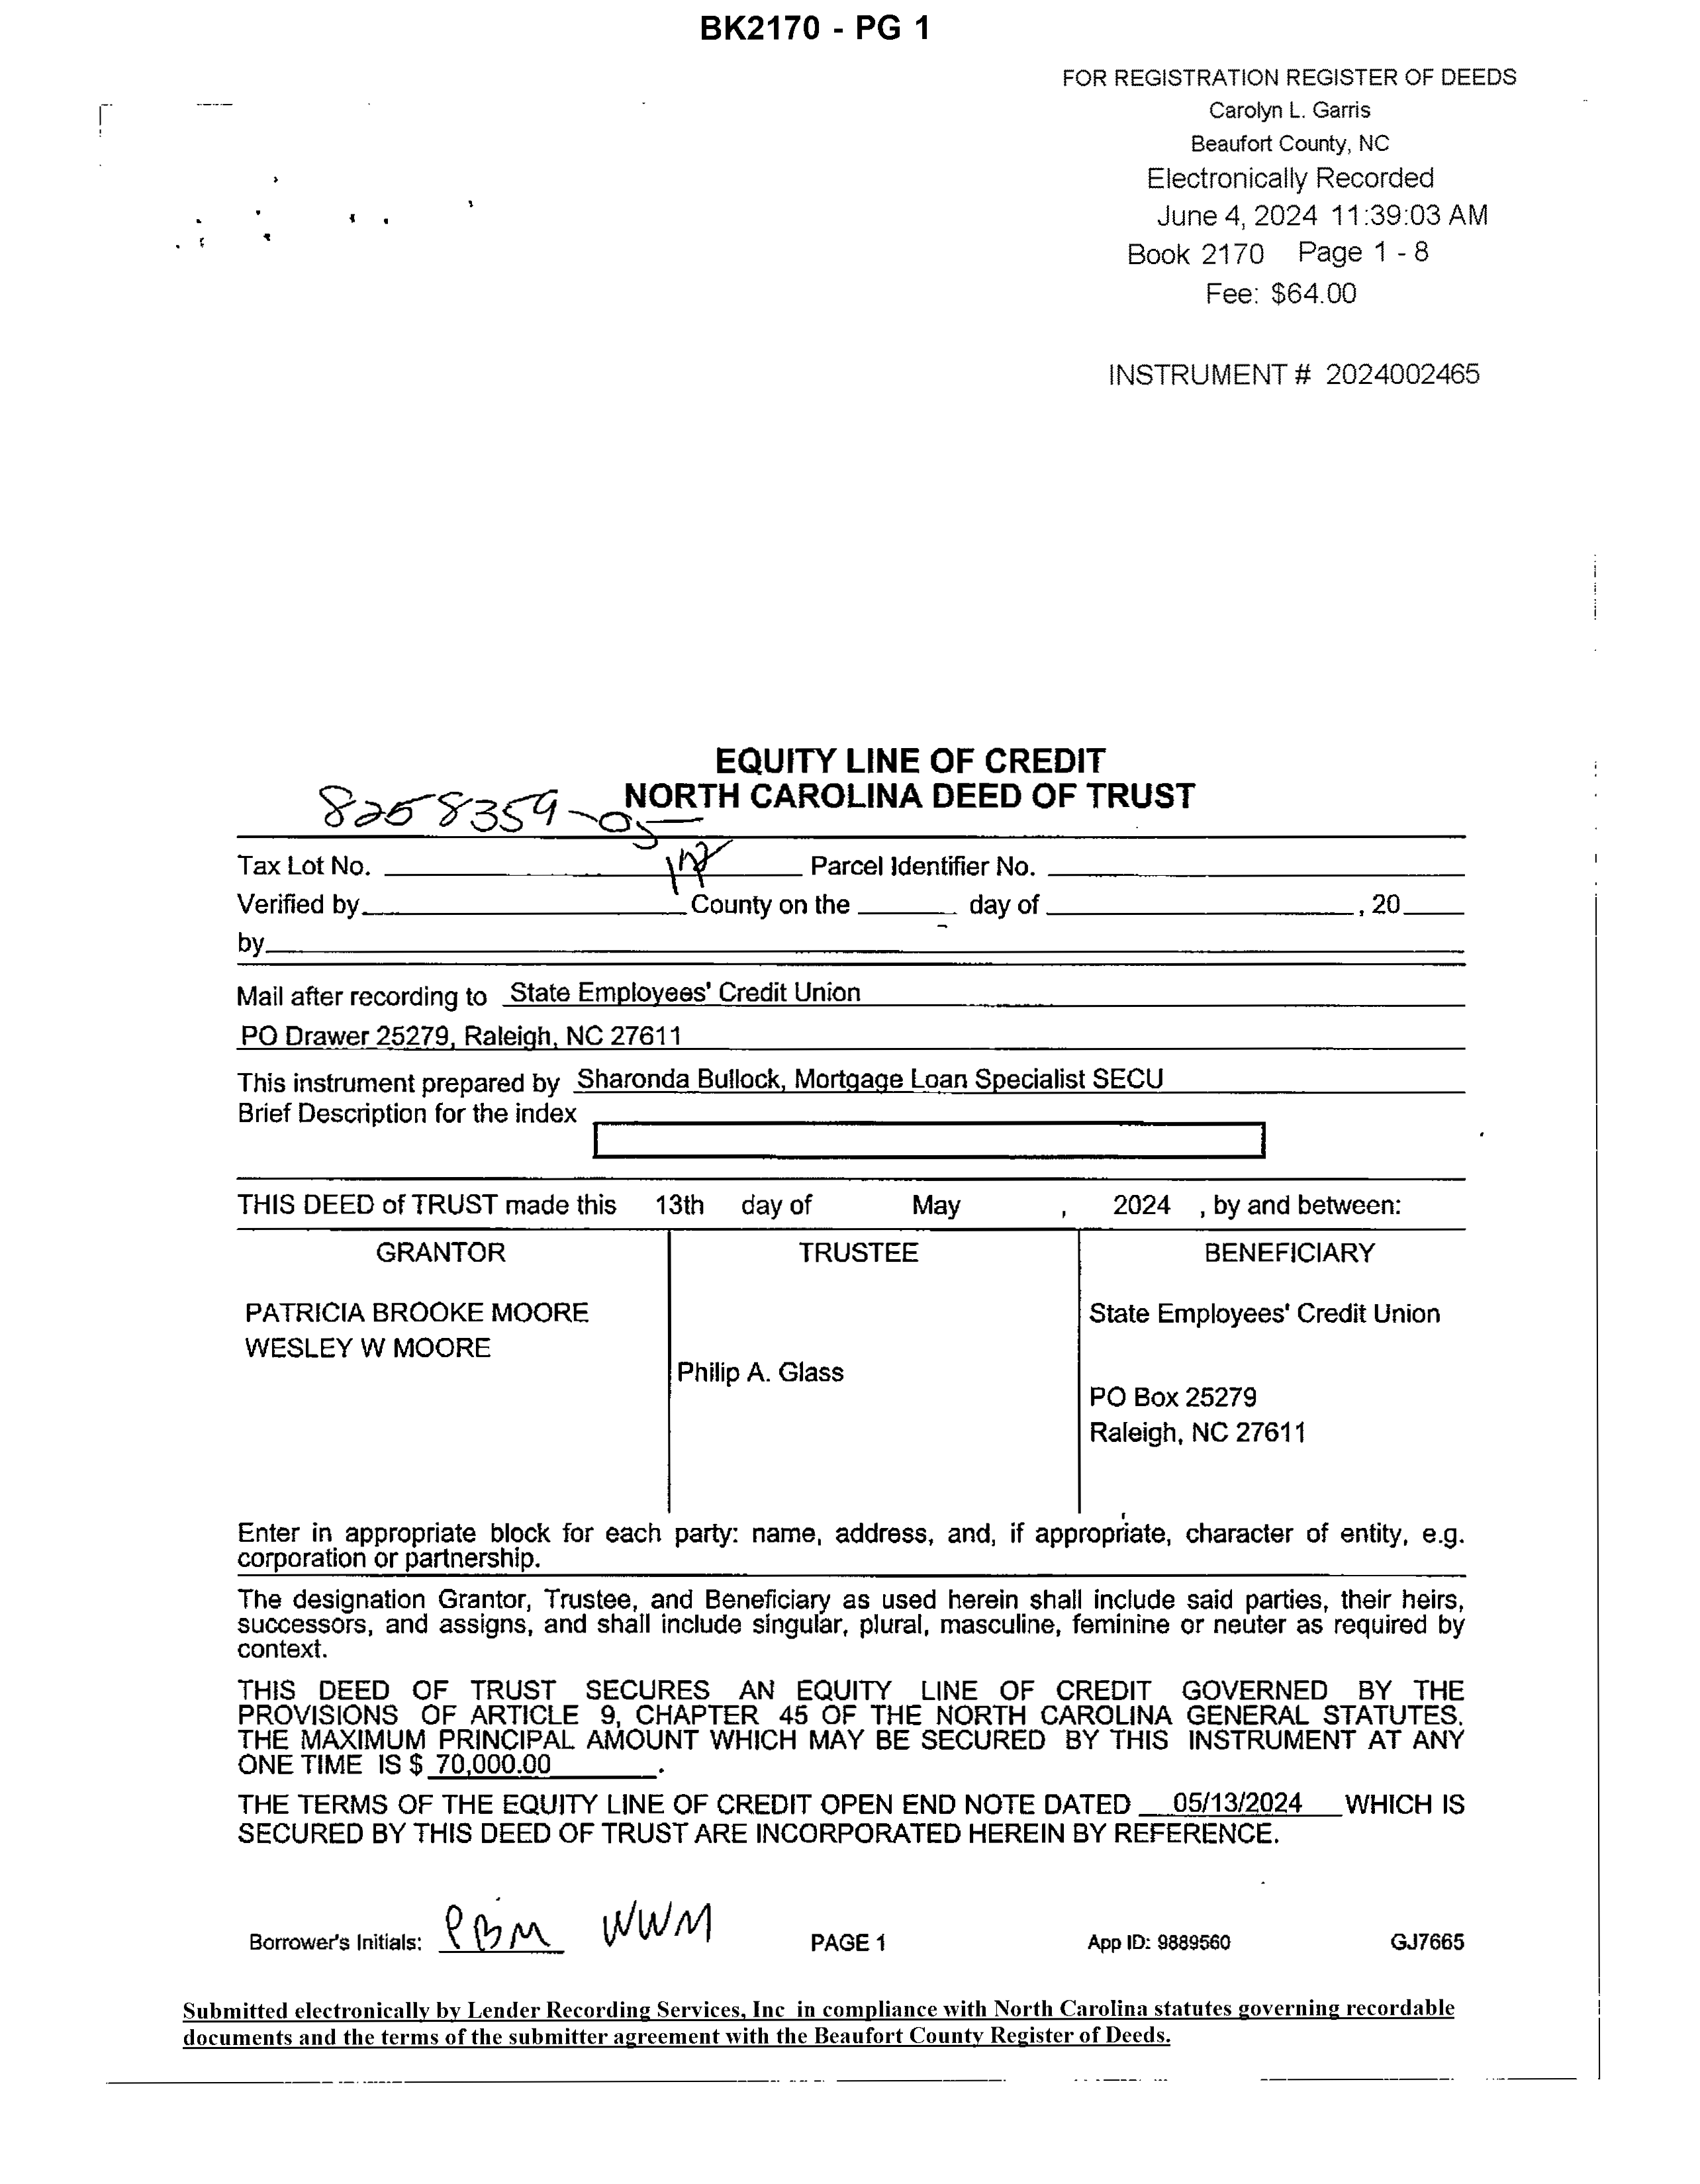 BK2170 - PG 1
FOR REGISTRATION REGISTER OF DEEDS
Carolyn L. Garris
Beaufort County, NC
Electronically Recorded
June 4, 2024 11:39:03 AM
Book 2170 Page 1 - 8
Fee: $64.00
INSTRUMENT # 2024002465
EQUITY LINE OF CREDIT
NORTH CAROLINA DEED OF TRUST
8258359-05
Tax Lot No. Parcel Identifier No.
Verified by County on the day of , 20
by
Mail after recording to State Employees' Credit Union
PO Drawer 25279, Raleigh, NC 27611
This instrument prepared by Sharonda Bullock, Mortgage Loan Specialist SECU
Brief Description for the index
THIS DEED of TRUST made this 13th day of May , 2024 , by and between:
GRANTOR TRUSTEE BENEFICIARY
PATRICIA BROOKE MOORE
WESLEY W MOORE
Philip A. Glass
State Employees' Credit Union
PO Box 25279
Raleigh, NC 27611
Enter in appropriate block for each party: name, address, and, if appropriate, character of entity, e.g.
corporation or partnership.
The designation Grantor, Trustee, and Beneficiary as used herein shall include said parties, their heirs,
successors, and assigns, and shall include singular, plural, masculine, feminine or neuter as required by
context.
THIS DEED OF TRUST SECURES AN EQUITY LINE OF CREDIT GOVERNED BY THE
PROVISIONS OF ARTICLE 9, CHAPTER 45 OF THE NORTH CAROLINA GENERAL STATUTES.
THE MAXIMUM PRINCIPAL AMOUNT WHICH MAY BE SECURED BY THIS INSTRUMENT AT ANY
ONE TIME IS $ 70,000.00 .
THE TERMS OF THE EQUITY LINE OF CREDIT OPEN END NOTE DATED 05/13/2024 WHICH IS
SECURED BY THIS DEED OF TRUST ARE INCORPORATED HEREIN BY REFERENCE.
Borrower's Initials: PBM WWM PAGE 1 App ID: 9889560 GJ7665
Submitted electronically by Lender Recording Services, Inc in compliance with North Carolina statutes governing recordable
documents and the terms of the submitter agreement with the Beaufort County Register of Deeds.